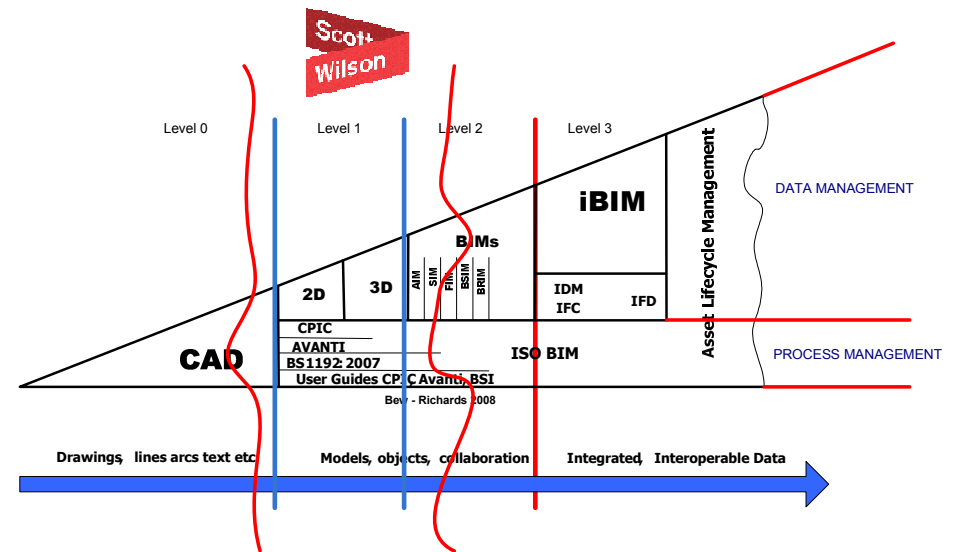 Scott
Wilson
Level 0
Level 1
Level 2
Level 3
DATA MANAGEMENT
PROCESS MANAGEMENT
Asset Lifecycle Management
iBIM
BIMs
2D
3D
AIM
SIM
FIM
BSIM
BRIM
IDM
IFC
IFD
CAD
CPIC
AVANTI
BS1192:2007
User Guides CPIC, Avanti, BSI
ISO BIM
Bew - Richards 2008
Drawings, lines arcs text etc
Models, objects, collaboration
Integrated, Interoperable Data